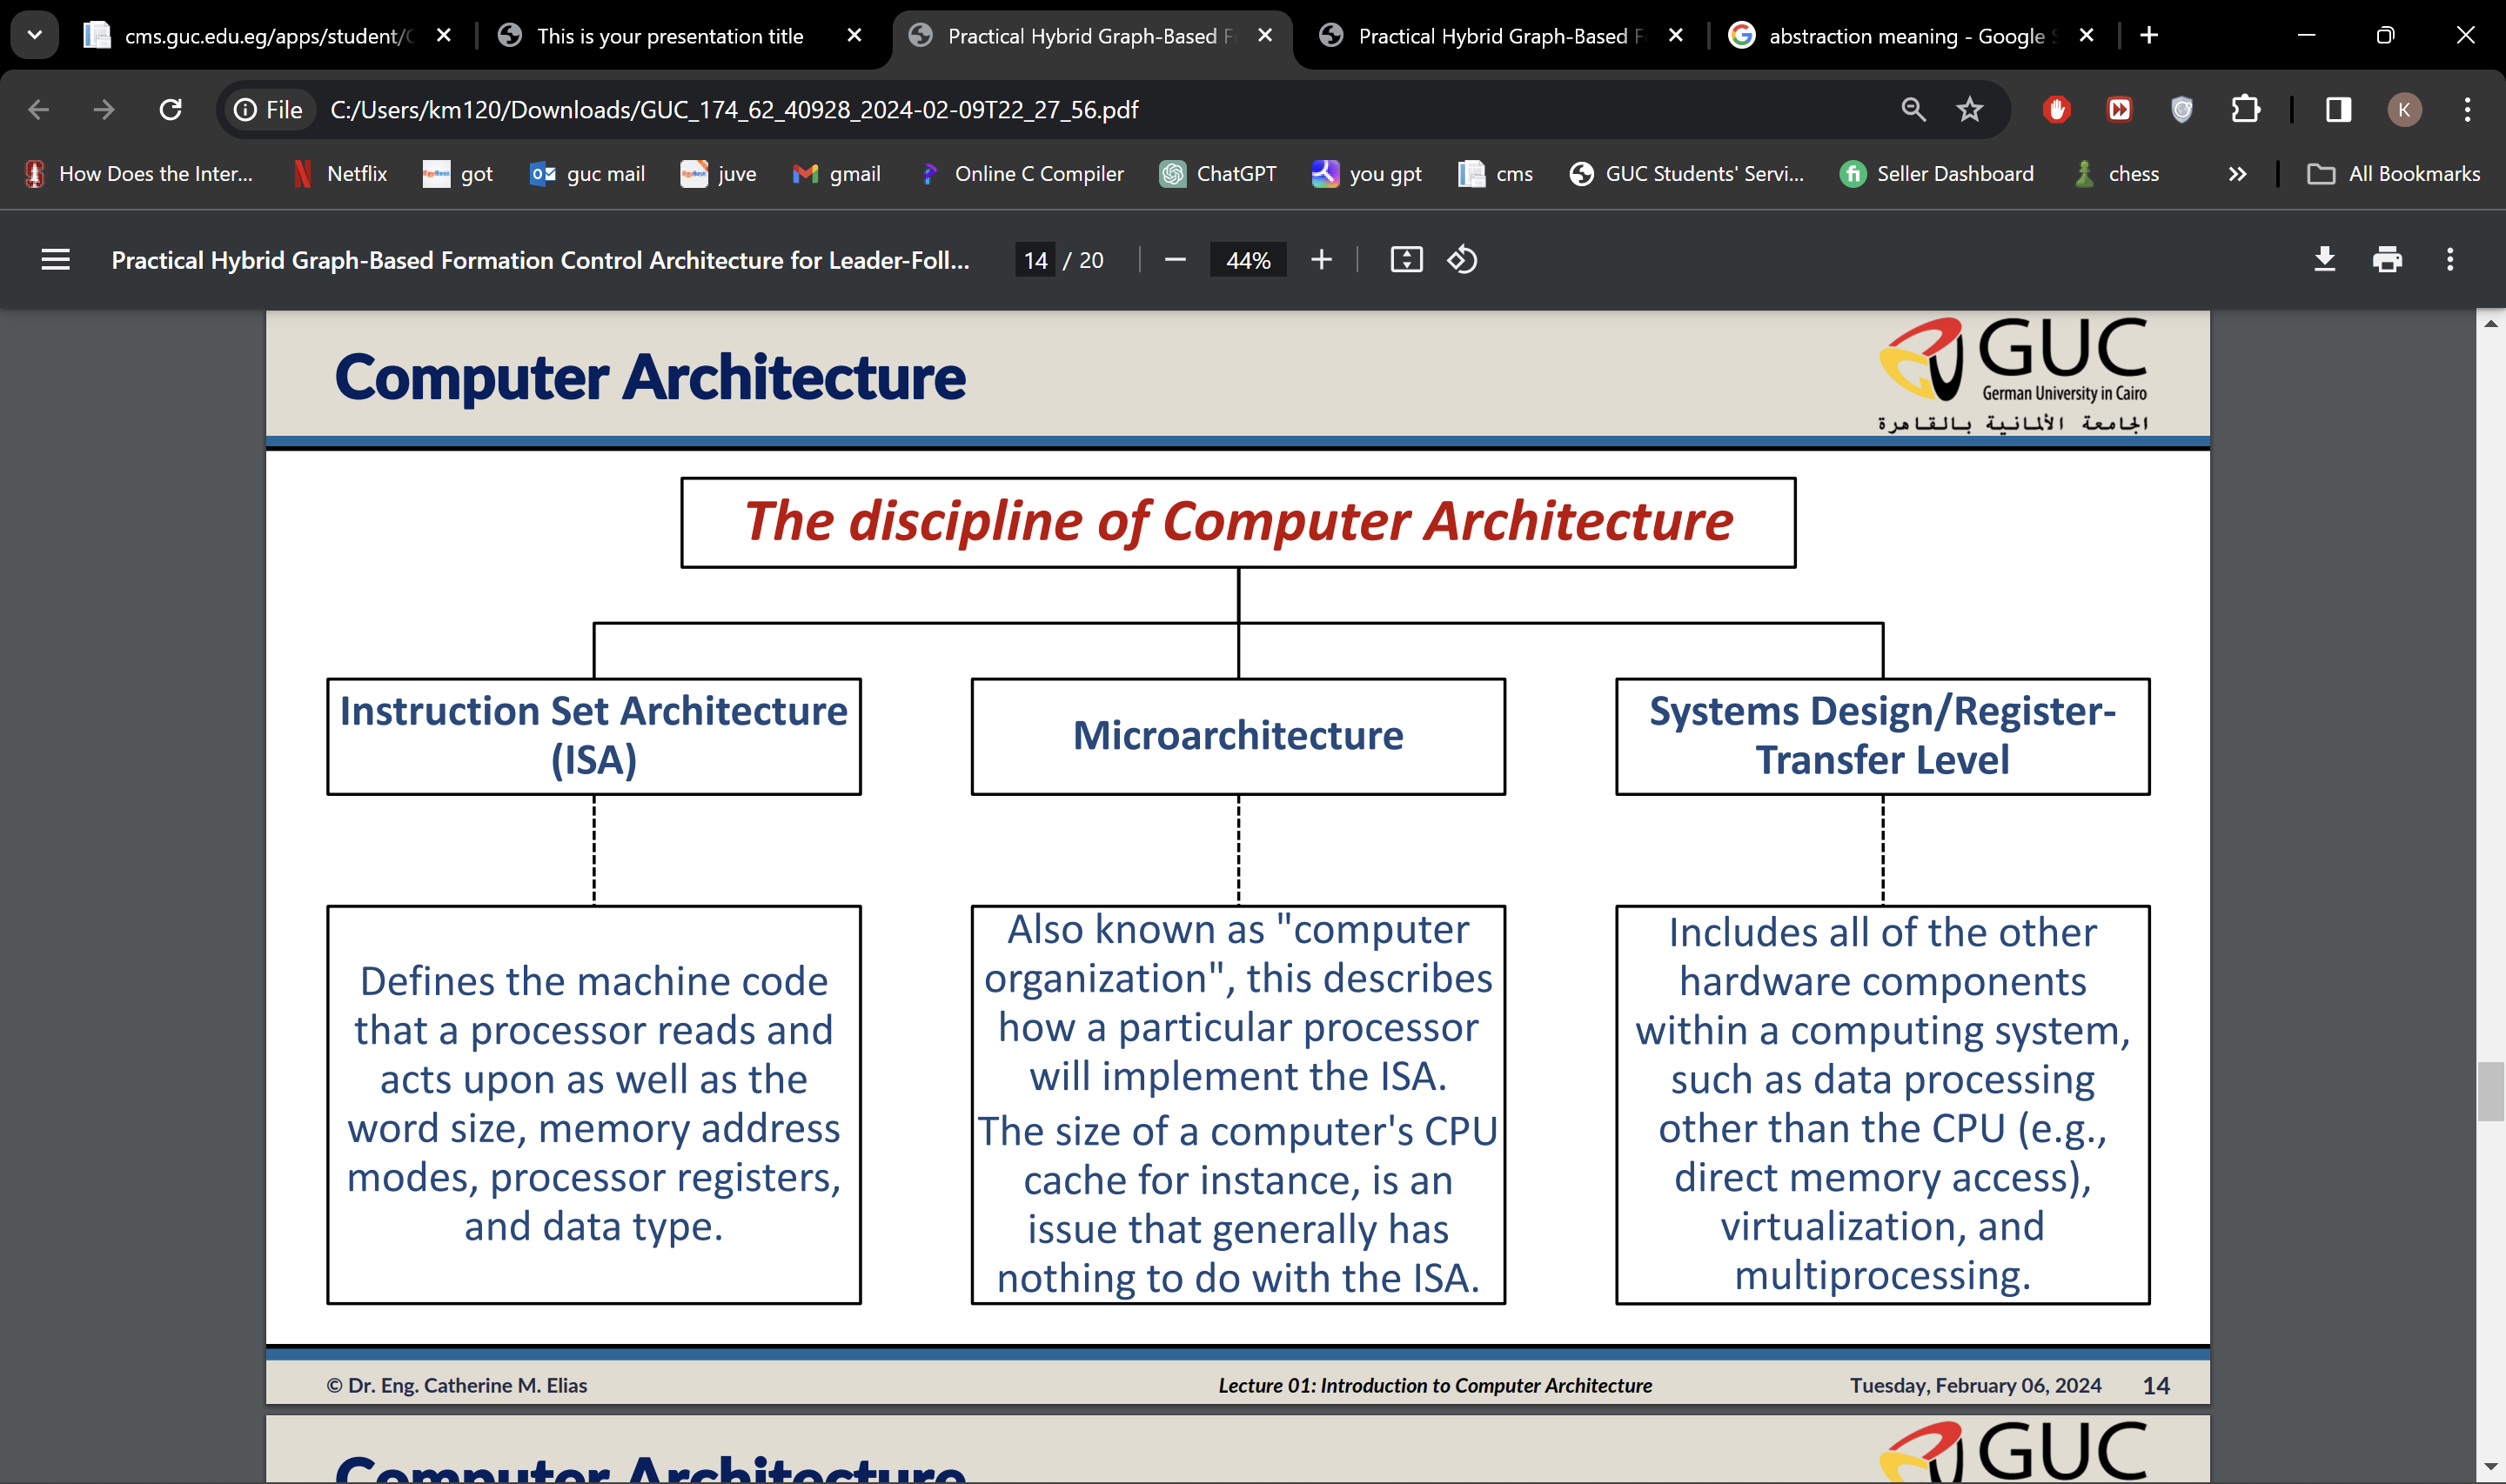 cms.guc.edu.eg/apps/student/
This is your presentation title
Practical Hybrid Graph-Based F
Practical Hybrid Graph-Based F
abstraction meaning - Google
File
C:/Users/km120/Downloads/GUC_174_62_40928_2024-02-09T22_27_56.pdf
K
How Does the Inter...
Netflix
got
guc mail
juve
gmail
Online C Compiler
ChatGPT
you gpt
cms
GUC Students' Servi...
Seller Dashboard
chess
All Bookmarks
Practical Hybrid Graph-Based Formation Control Architecture for Leader-Foll...
14 / 20
44%
Computer Architecture
GUC
German University in Cairo
الجامعة الألمانية بالقاهرة
The discipline of Computer Architecture
Instruction Set Architecture
(ISA)
Defines the machine code
that a processor reads and
acts upon as well as the
word size, memory address
modes, processor registers,
and data type.
Microarchitecture
Also known as "computer
organization", this describes
how a particular processor
will implement the ISA.
The size of a computer's CPU
cache for instance, is an
issue that generally has
nothing to do with the ISA.
Systems Design/Register-
Transfer Level
Includes all of the other
hardware components
within a computing system,
such as data processing
other than the CPU (e.g.,
direct memory access),
virtualization, and
multiprocessing.
© Dr. Eng. Catherine M. Elias
Lecture 01: Introduction to Computer Architecture
Tuesday, February 06, 2024
14
Computer Architecture
GUC